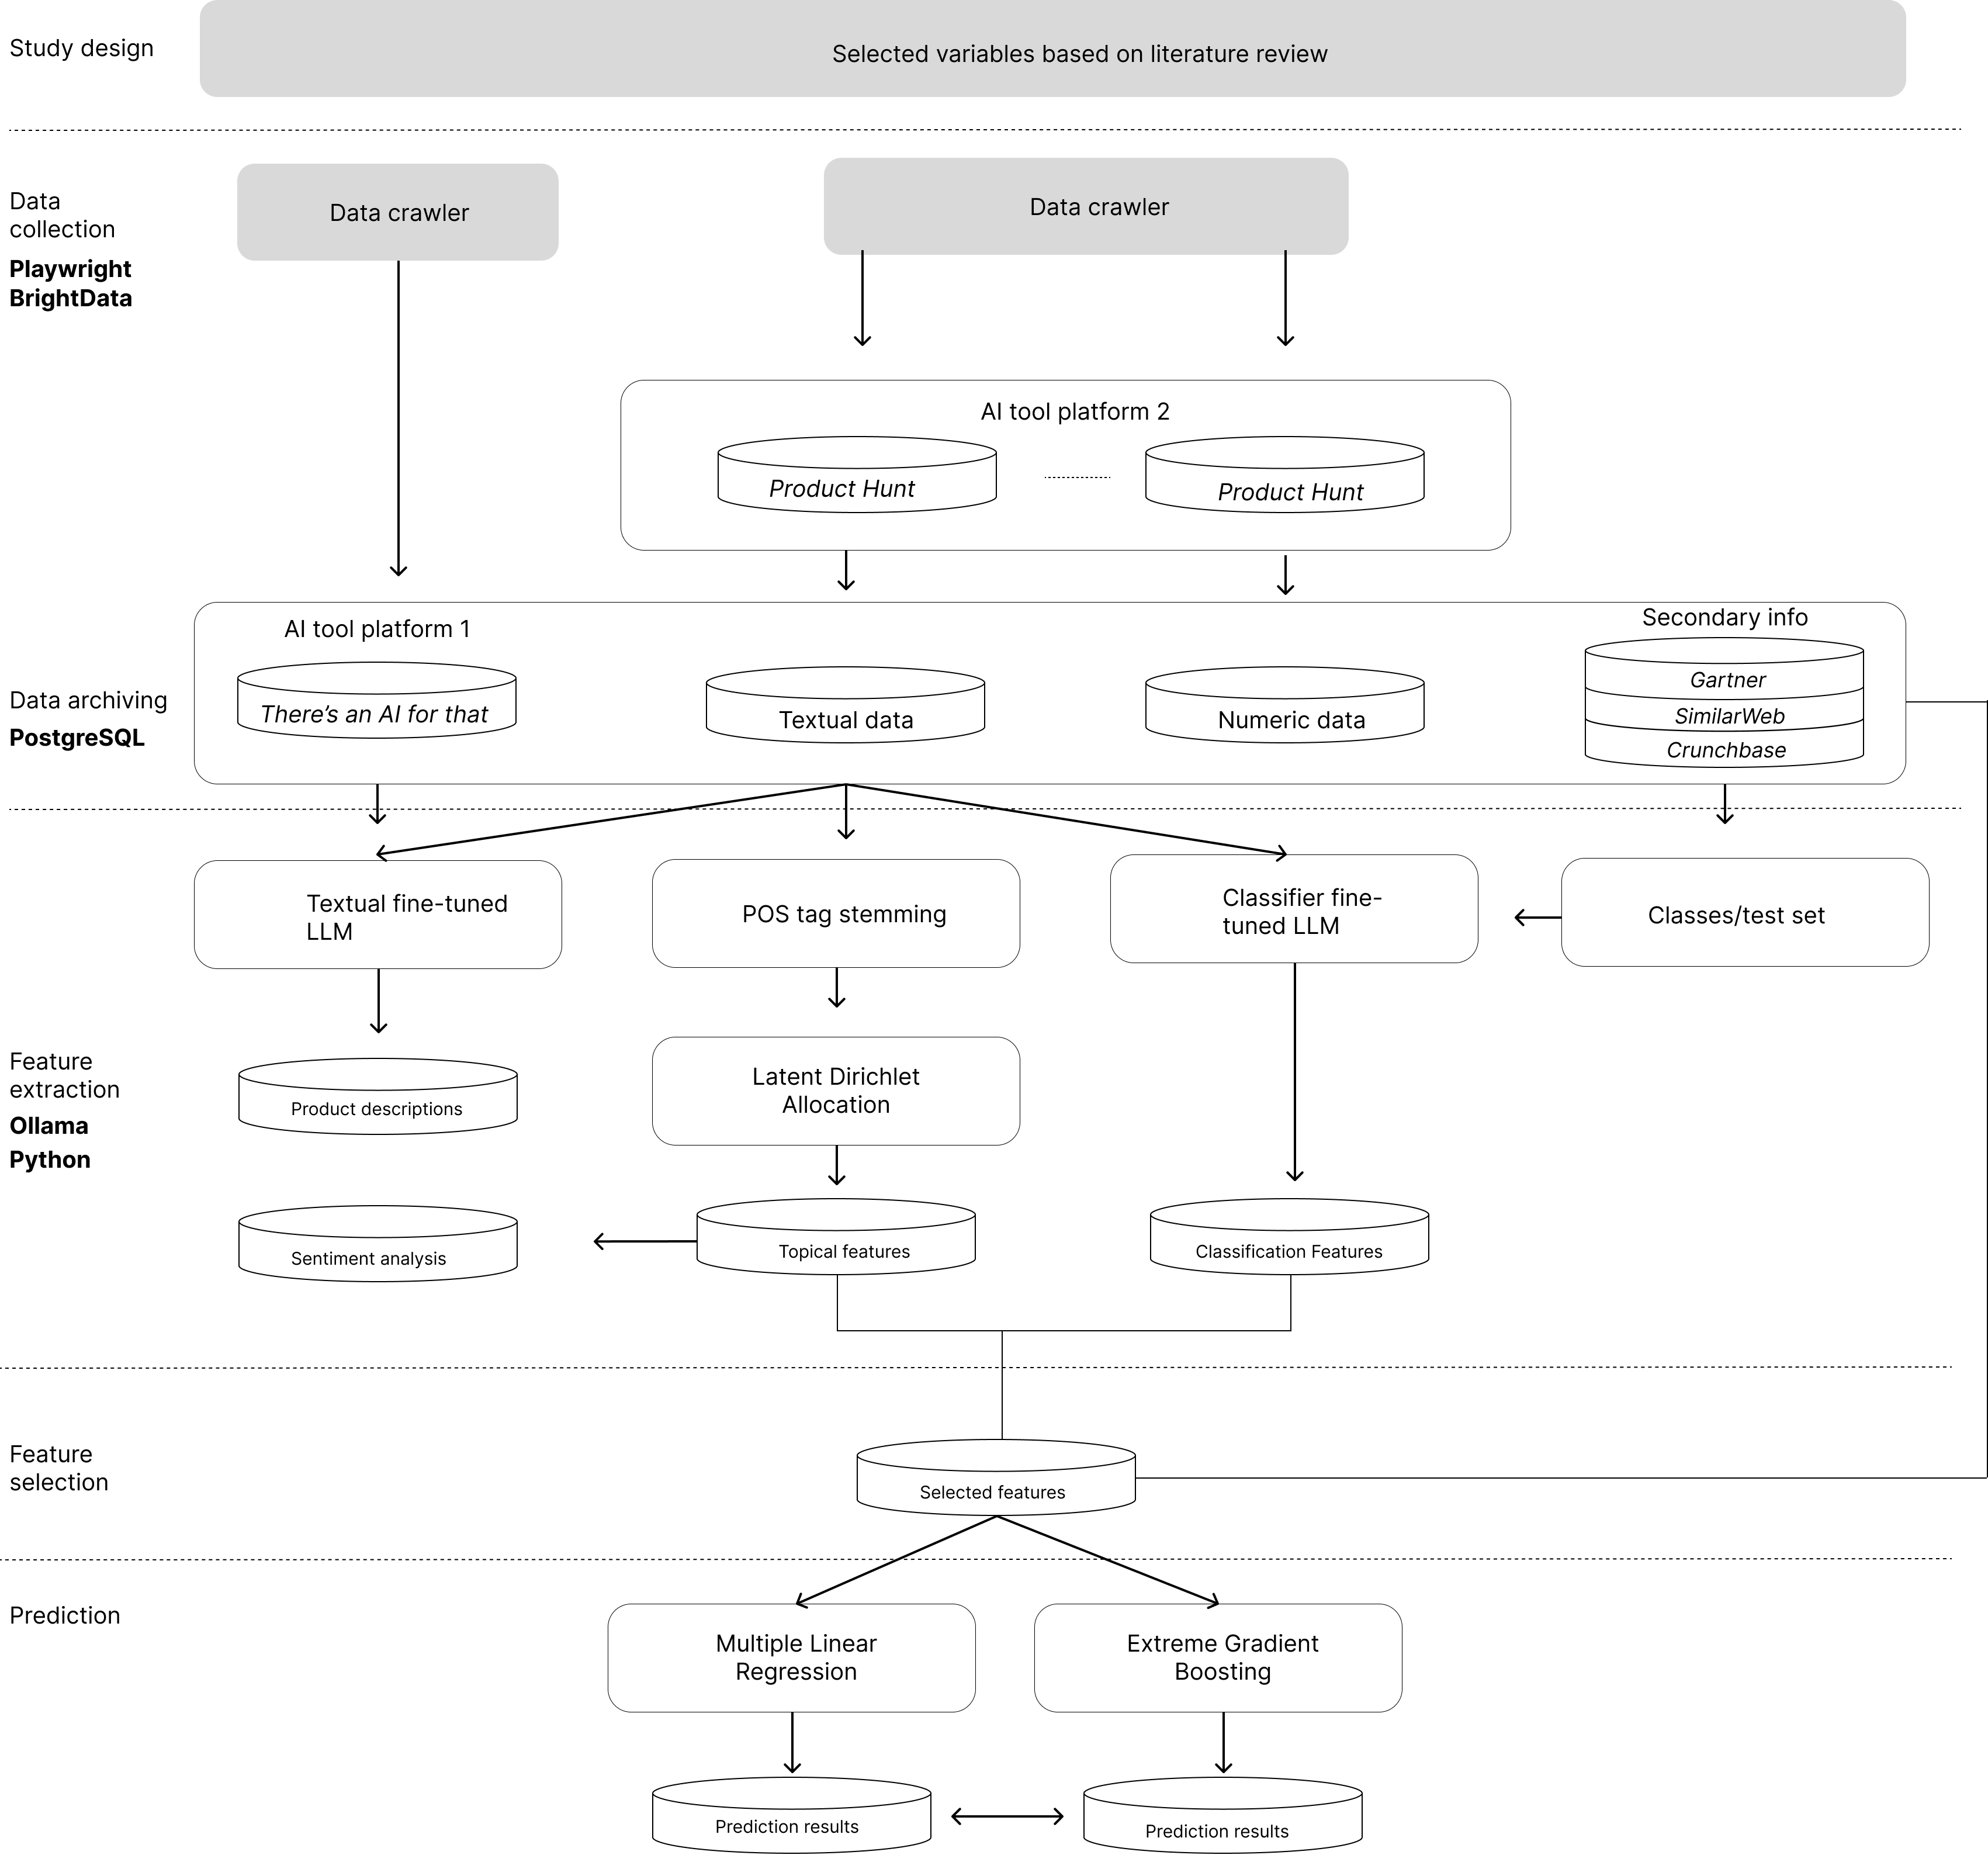 Study design
Selected variables based on literature review
Data
collection
Playwright
BrightData
Data crawler
Data crawler
AI tool platform 2
Product Hunt
Product Hunt
Data archiving
PostgreSQL
AI tool platform 1
There’s an AI for that
Textual data
Numeric data
Secondary info
Gartner
SimilarWeb
Crunchbase
Textual fine-tuned
LLM
POS tag stemming
Classifier fine-
tuned LLM
Classes/test set
Feature
extraction
Ollama
Python
Product descriptions
Latent Dirichlet
Allocation
Sentiment analysis
Topical features
Classification Features
Feature
selection
Selected features
Prediction
Multiple Linear
Regression
Extreme Gradient
Boosting
Prediction results
Prediction results